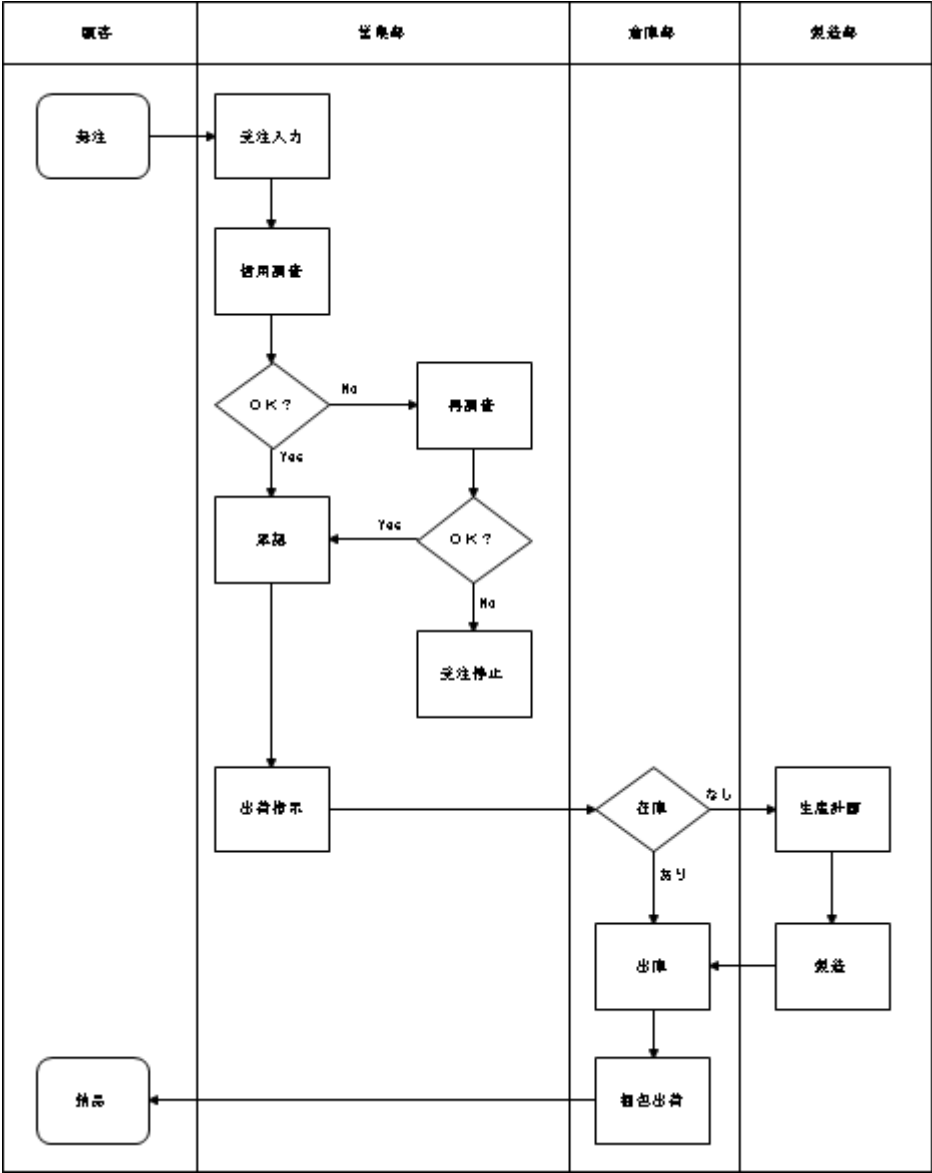 顧客
営業部
倉庫部
製造部
発注
受注入力
信用調査
OK?
No
再調査
Yes
承認
Yes
OK?
No
受注停止
出荷指示
在庫
なし
生産計画
あり
出庫
製造
納品
梱包出荷